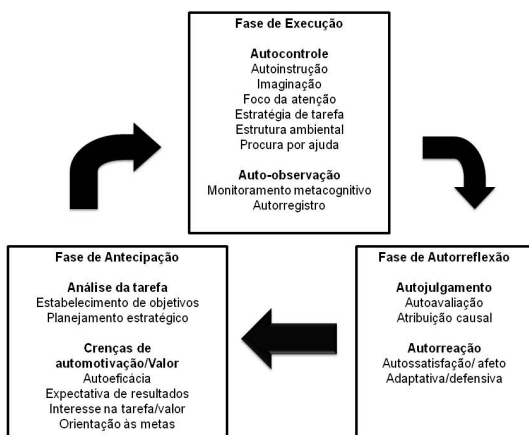 Fase de Execução
Autocontrole
Autoinstrução
Imaginação
Foco da atenção
Estratégia de tarefa
Estrutura ambiental
Procura por ajuda
Auto-observação
Monitoramento metacognitivo
Autorregistro
Fase de Antecipação
Análise da tarefa
Estabelecimento de objetivos
Planejamento estratégico
Crenças de
automotivação/Valor
Autoeficácia
Expectativa de resultados
Interesse na tarefa/valor
Orientação às metas
Fase de Autorreflexão
Autojulgamento
Autoavaliação
Atribuição causal
Autorreação
Autossatisfação/ afeto
Adaptativa/defensiva